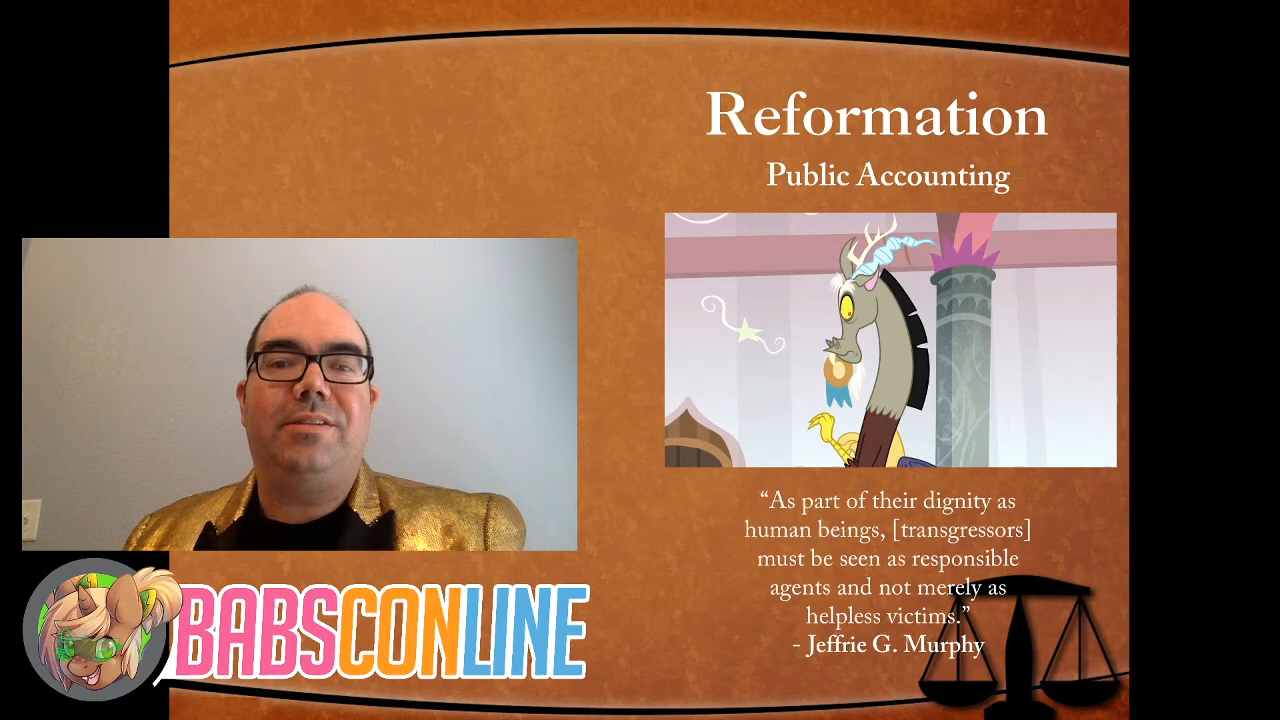 Reformation
Public Accounting
“As part of their dignity as
human beings, [transgressors]
must be seen as responsible
agents and not merely as
helpless victims.”
- Jeffrie G. Murphy
BABSCONLINE